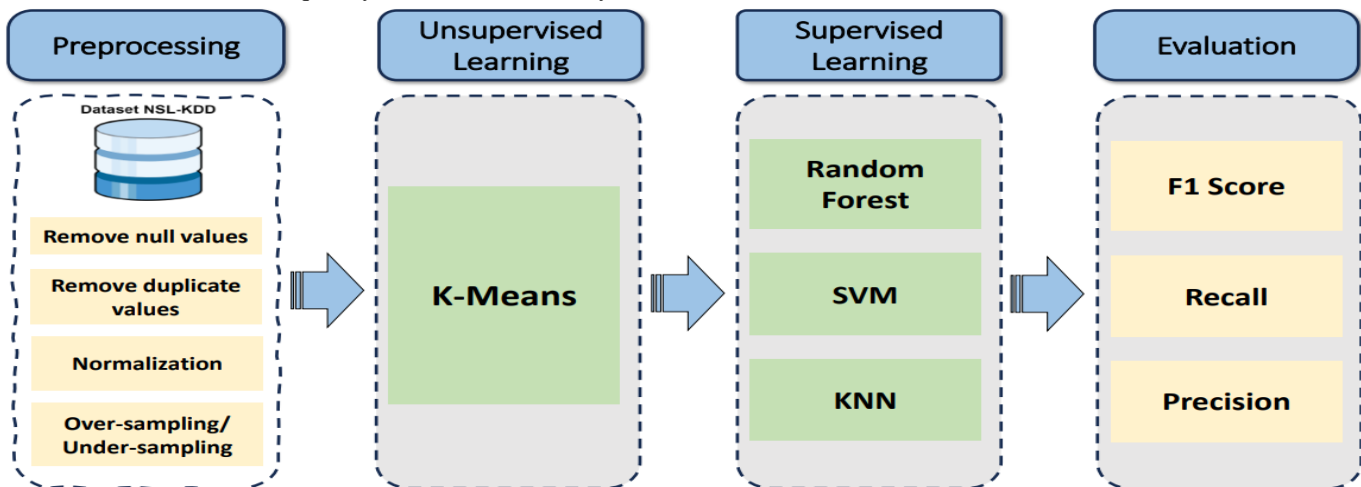 Preprocessing
Dataset NSL-KDD
Remove null values
Remove duplicate
values
Normalization
Over-sampling/
Under-sampling
Unsupervised
Learning
K-Means
Supervised
Learning
Random
Forest
SVM
KNN
Evaluation
F1 Score
Recall
Precision